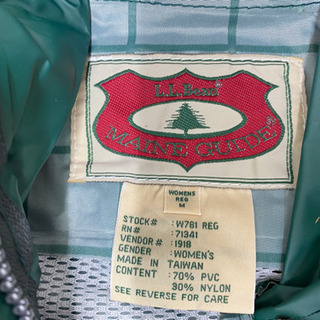 L.L.Bean®
MAINE GUIDE®
WOMENS
REG
M
STOCK# : W781 REG
RN# : 71341
VENDOR# : 1918
GENDER : WOMEN'S
MADE IN TAIWAN
CONTENT : 70% PVC
30% NYLON
SEE REVERSE FOR CARE